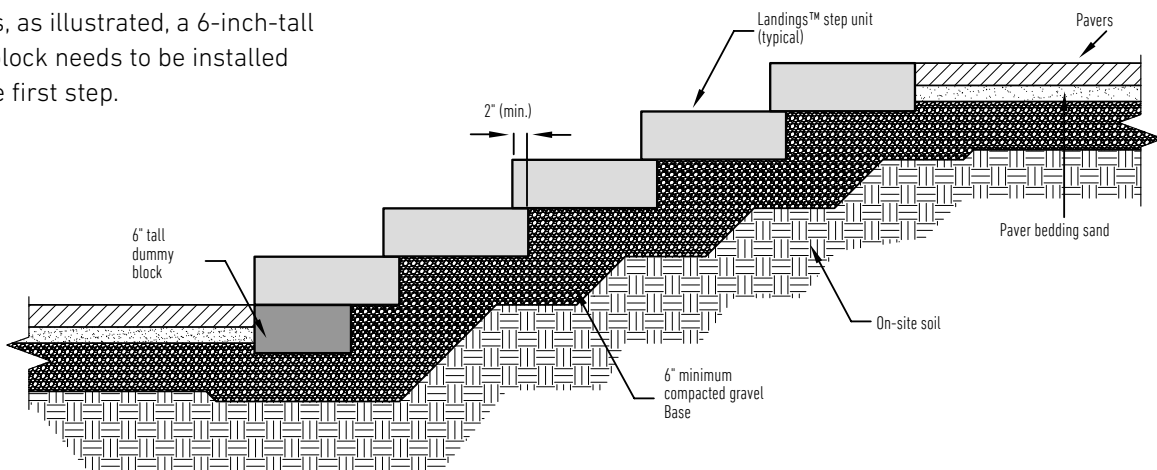 s, as illustrated, a 6-inch-tall
lock needs to be installed
e first step.
Landings™ step unit
(typical)
Pavers
2" (min.)
6" tall
dummy
block
Paver bedding sand
On-site soil
6" minimum
compacted gravel
Base